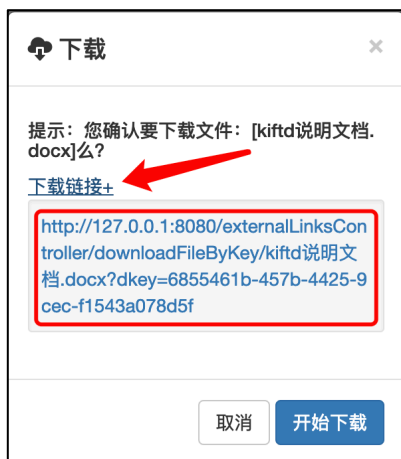 下载
×
提示：您确认要下载文件：[kiftd说明文档.
docx]么？
下载链接+
http://127.0.0.1:8080/externalLinksCon
troller/downloadFileByKey/kiftd说明文
档.docx?dkey=6855461b-457b-4425-9
cec-f1543a078d5f
取消
开始下载